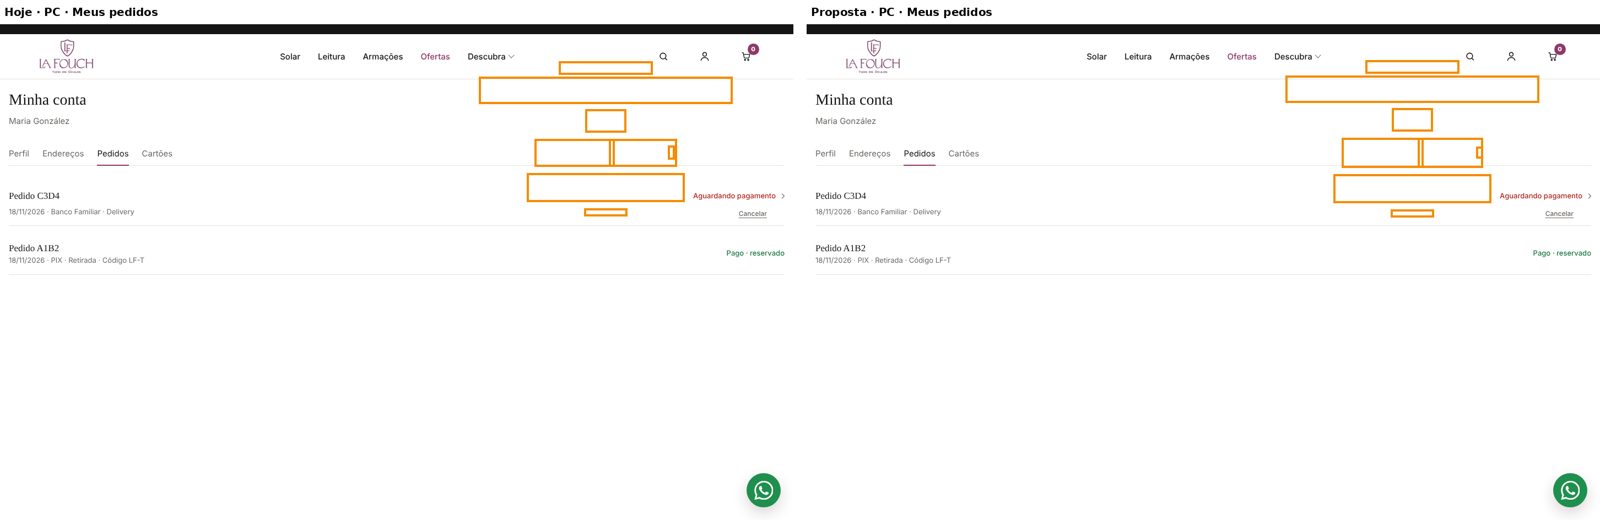 Hoje · PC · Meus pedidos
LF
LA FOUCH
Solar Leitura Armações Ofertas Descubra
0
Minha conta
Maria González
Perfil Endereços Pedidos Cartões
Pedido C3D4
Aguardando pagamento
18/11/2026 · Banco Familiar · Delivery
Cancelar
Pedido A1B2
18/11/2026 · PIX · Retirada · Código LF-T
Pago · reservado
Proposta · PC · Meus pedidos
LF
LA FOUCH
Solar Leitura Armações Ofertas Descubra
0
Minha conta
Maria González
Perfil Endereços Pedidos Cartões
Pedido C3D4
Aguardando pagamento
18/11/2026 · Banco Familiar · Delivery
Cancelar
Pedido A1B2
18/11/2026 · PIX · Retirada · Código LF-T
Pago · reservado